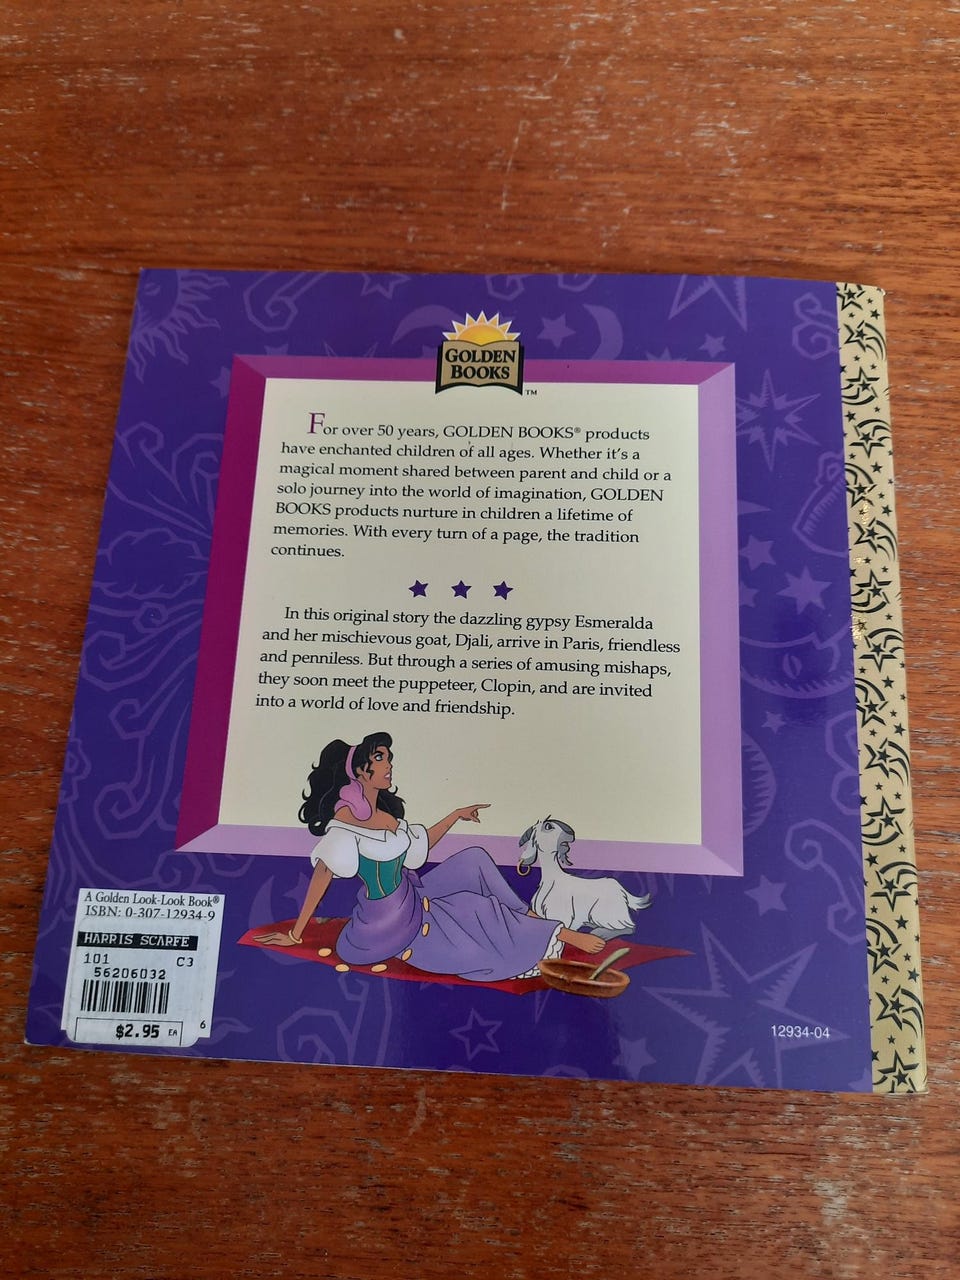 GOLDEN
BOOKS
™
For over 50 years, GOLDEN BOOKS® products
have enchanted children of all ages. Whether it's a
magical moment shared between parent and child or a
solo journey into the world of imagination, GOLDEN
BOOKS products nurture in children a lifetime of
memories. With every turn of a page, the tradition
continues.
In this original story the dazzling gypsy Esmeralda
and her mischievous goat, Djali, arrive in Paris, friendless
and penniless. But through a series of amusing mishaps,
they soon meet the puppeteer, Clopin, and are invited
into a world of love and friendship.
A Golden Look-Look Book®
ISBN: 0-307-12934-9
HARRIS SCARFE
101 C3
56206032
6
$2.95 EA
12934-04